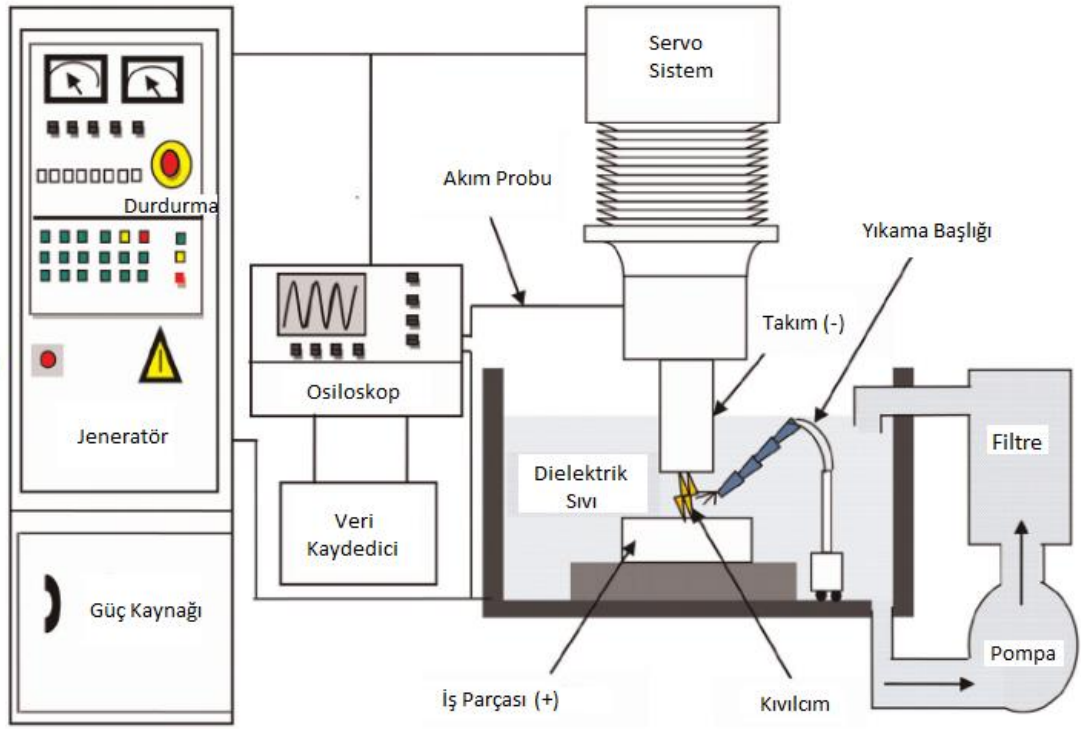 Servo
Sistem
Akım Probu
Durdurma
Yıkama Başlığı
Takım (-)
Osiloskop
Jeneratör
Filtre
Dielektrik
Sıvı
Veri
Kaydedici
Güç Kaynağı
Pompa
İş Parçası (+)
Kıvılcım